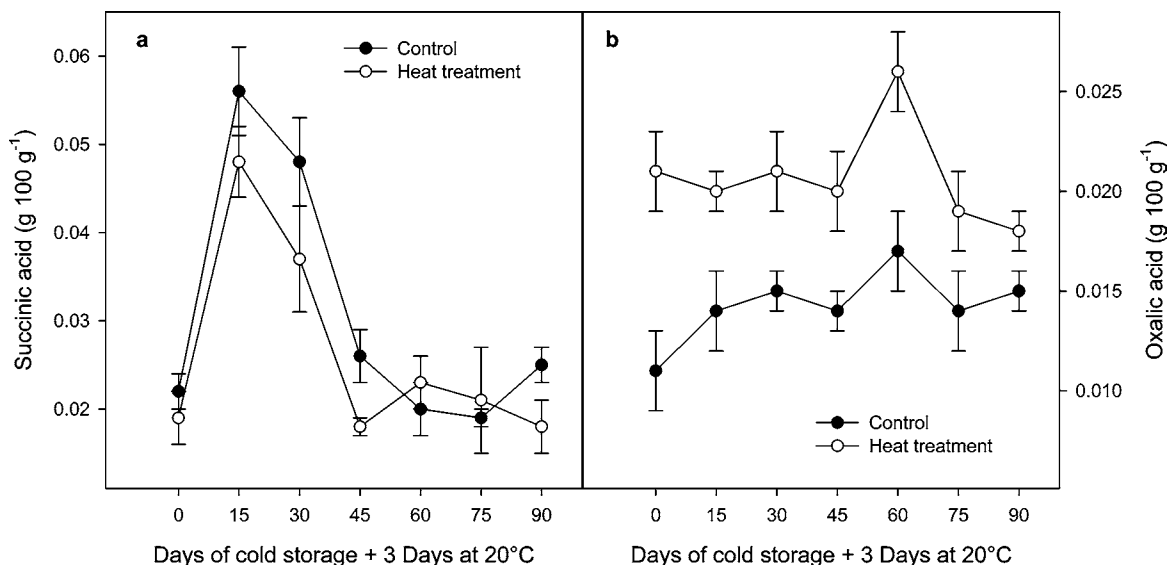 a
Control
Heat treatment
0.06
0.05
0.04
0.03
0.02
Succinic acid (g 100 g⁻¹)
0 15 30 45 60 75 90
Days of cold storage + 3 Days at 20°C
b
0.025
0.020
0.015
0.010
Oxalic acid (g 100 g⁻¹)
Control
Heat treatment
0 15 30 45 60 75 90
Days of cold storage + 3 Days at 20°C